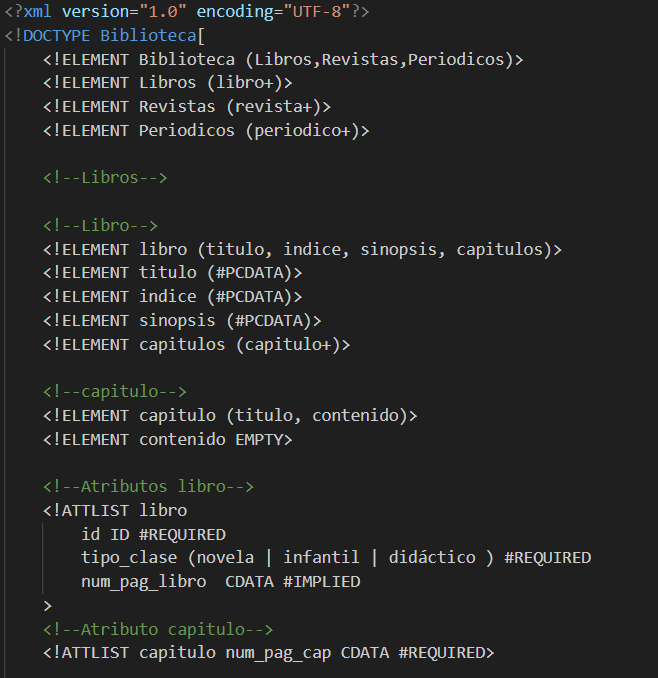 <?xml version="1.0" encoding="UTF-8"?>
<!DOCTYPE Biblioteca[
<!ELEMENT Biblioteca (Libros,Revistas,Periodicos)>
<!ELEMENT Libros (libro+)>
<!ELEMENT Revistas (revista+)>
<!ELEMENT Periodicos (periodico+)>
<!--Libros-->
<!--Libro-->
<!ELEMENT libro (titulo, indice, sinopsis, capitulos)>
<!ELEMENT titulo (#PCDATA)>
<!ELEMENT indice (#PCDATA)>
<!ELEMENT sinopsis (#PCDATA)>
<!ELEMENT capitulos (capitulo+)>
<!--capitulo-->
<!ELEMENT capitulo (titulo, contenido)>
<!ELEMENT contenido EMPTY>
<!--Atributos libro-->
<!ATTLIST libro
id ID #REQUIRED
tipo_clase (novela | infantil | didáctico ) #REQUIRED
num_pag_libro  CDATA #IMPLIED
>
<!--Atributo capitulo-->
<!ATTLIST capitulo num_pag_cap CDATA #REQUIRED>